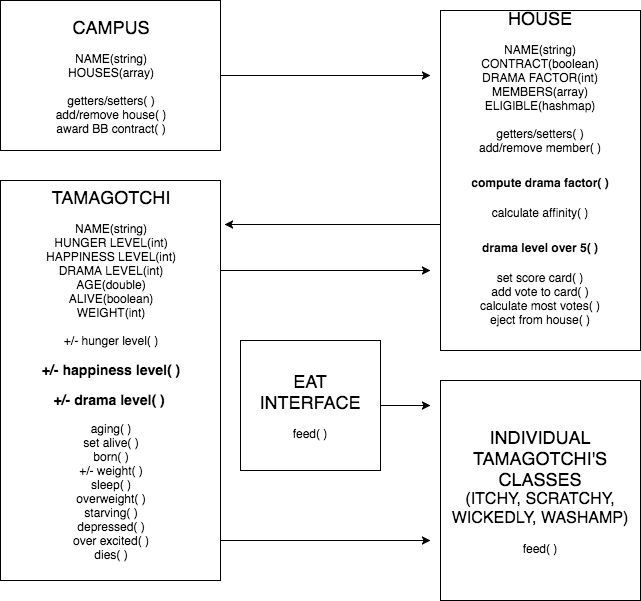 CAMPUS
NAME(string)
HOUSES(array)
getters/setters( )
add/remove house( )
award BB contract( )
HOUSE
NAME(string)
CONTRACT(boolean)
DRAMA FACTOR(int)
MEMBERS(array)
ELIGIBLE(hashmap)
getters/setters( )
add/remove member( )
compute drama factor( )
calculate affinity( )
drama level over 5( )
set score card( )
add vote to card( )
calculate most votes( )
eject from house( )
TAMAGOTCHI
NAME(string)
HUNGER LEVEL(int)
HAPPINESS LEVEL(int)
DRAMA LEVEL(int)
AGE(double)
ALIVE(boolean)
WEIGHT(int)
+/- hunger level( )
+/- happiness level( )
+/- drama level( )
aging( )
set alive( )
born( )
+/- weight( )
sleep( )
overweight( )
starving( )
depressed( )
over excited( )
dies( )
EAT
INTERFACE
feed( )
INDIVIDUAL
TAMAGOTCHI'S
CLASSES
(ITCHY, SCRATCHY,
WICKEDLY, WASHAMP)
feed( )